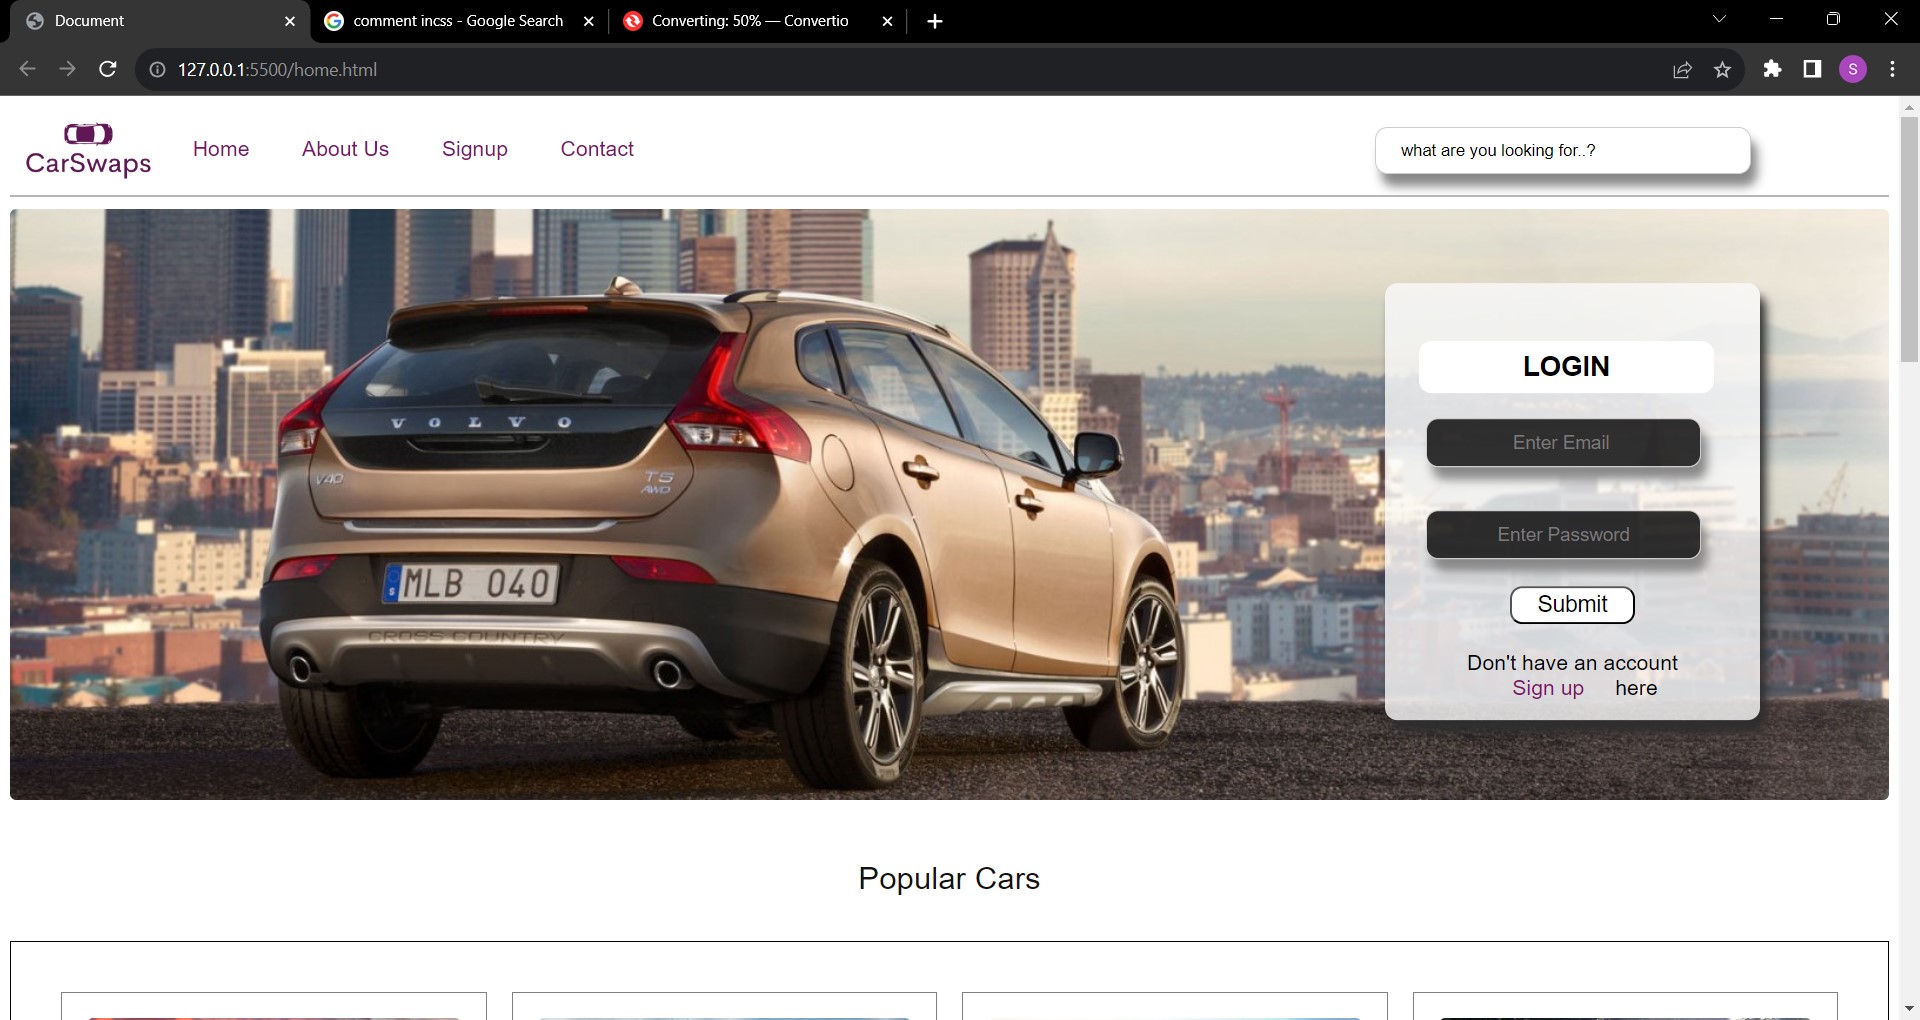 Document
comment incss - Google Search
Converting: 50% — Convertio
127.0.0.1:5500/home.html
S
CarSwaps
Home
About Us
Signup
Contact
what are you looking for..?
LOGIN
Enter Email
Enter Password
Submit
Don't have an account
Sign up here
VOLVO
V40
T5
AWD
S
MLB 040
CROSS COUNTRY
Popular Cars